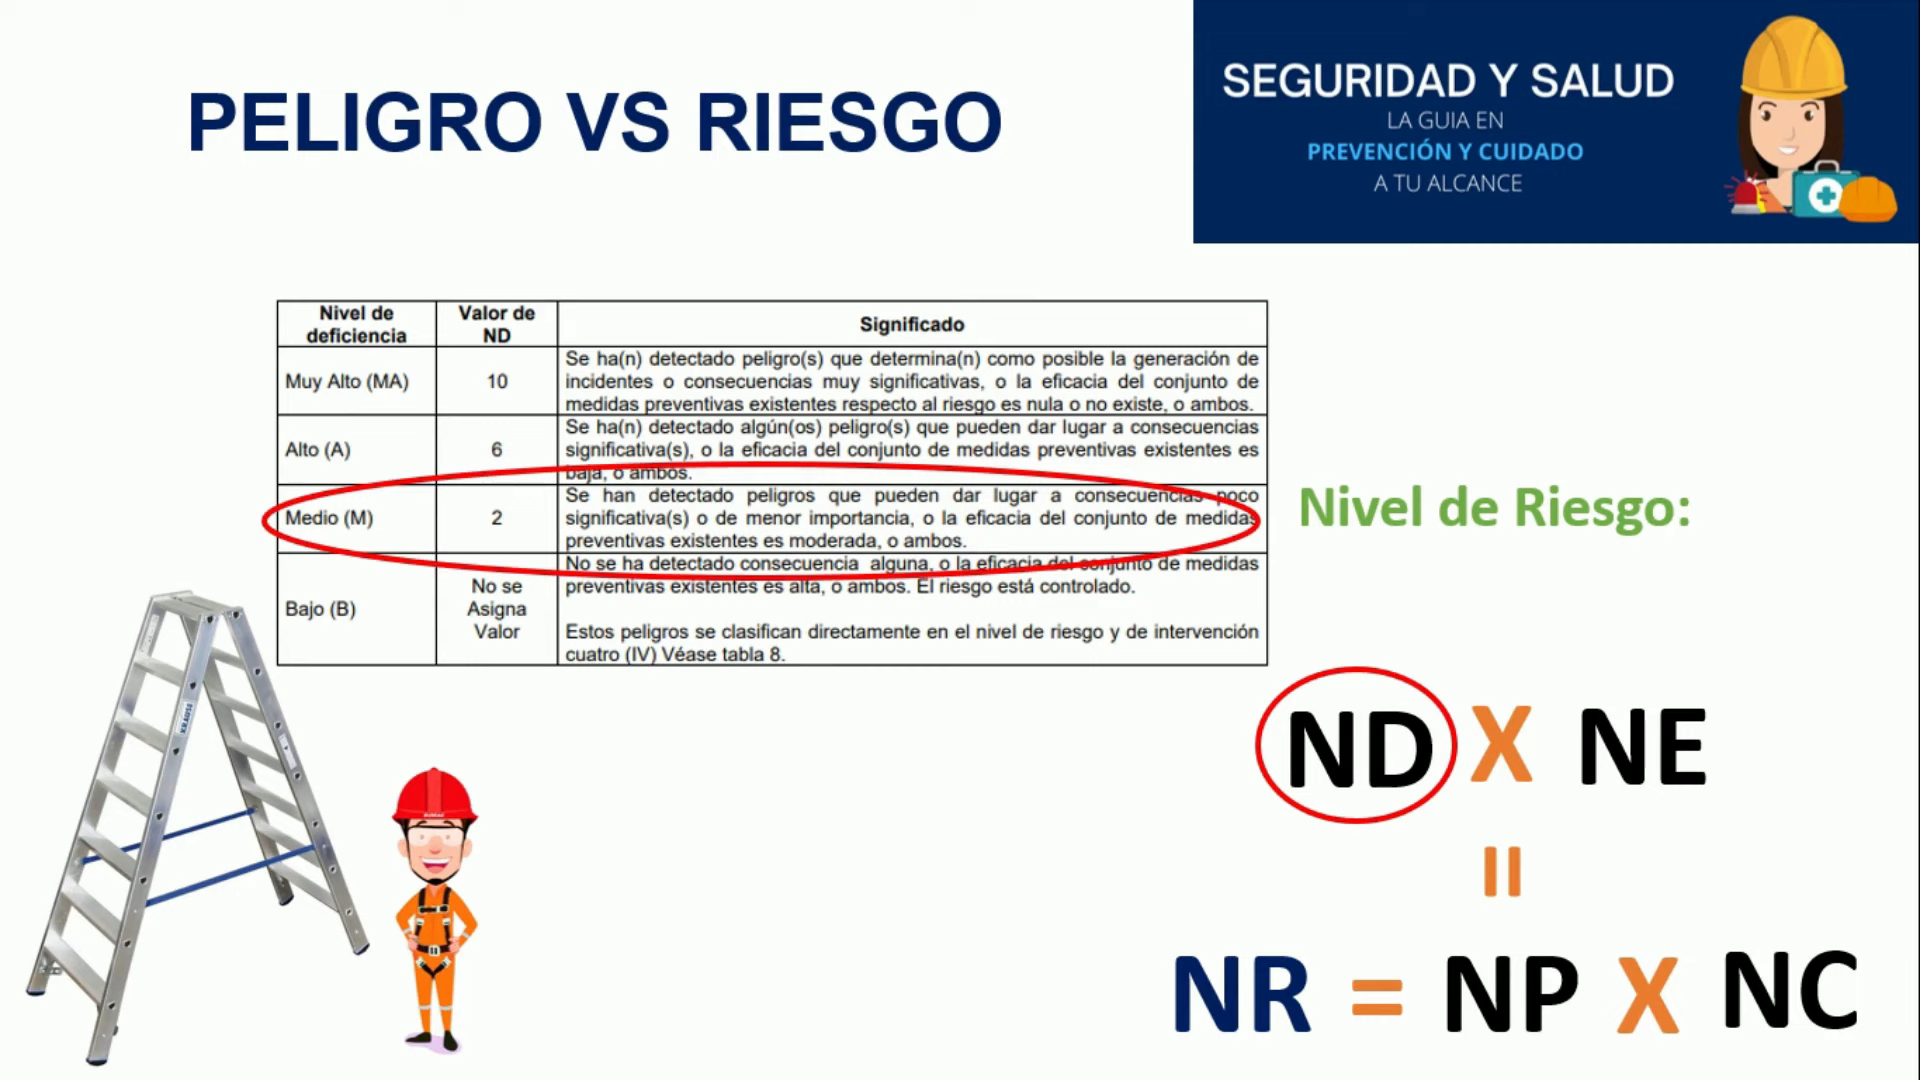 PELIGRO VS RIESGO
SEGURIDAD Y SALUD
LA GUIA EN
PREVENCIÓN Y CUIDADO
A TU ALCANCE
Nivel de
deficiencia
Valor de
ND
Significado
Muy Alto (MA)
10
Se ha(n) detectado peligro(s) que determina(n) como posible la generación de
incidentes o consecuencias muy significativas, o la eficacia del conjunto de
medidas preventivas existentes respecto al riesgo es nula o no existe, o ambos.
Alto (A)
6
Se ha(n) detectado algún(os) peligro(s) que pueden dar lugar a consecuencias
significativa(s), o la eficacia del conjunto de medidas preventivas existentes es
baja, o ambos.
Medio (M)
2
Se han detectado peligros que pueden dar lugar a consecuencias poco
significativa(s) o de menor importancia, o la eficacia del conjunto de medidas
preventivas existentes es moderada, o ambos.
Bajo (B)
No se
Asigna
Valor
No se ha detectado consecuencia alguna, o la eficacia del conjunto de medidas
preventivas existentes es alta, o ambos. El riesgo está controlado.
Estos peligros se clasifican directamente en el nivel de riesgo y de intervención
cuatro (IV) Véase tabla 8.
Nivel de Riesgo:
ND X NE
=
NR = NP X NC
KRAUSE